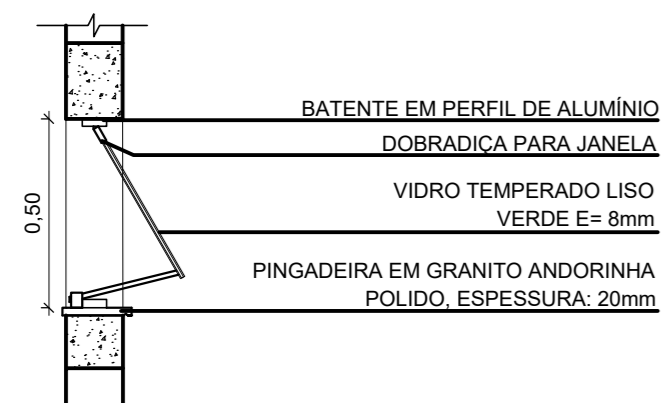 BATENTE EM PERFIL DE ALUMÍNIO
DOBRADIÇA PARA JANELA
VIDRO TEMPERADO LISO
VERDE E= 8mm
0,50
PINGADEIRA EM GRANITO ANDORINHA
POLIDO, ESPESSURA: 20mm